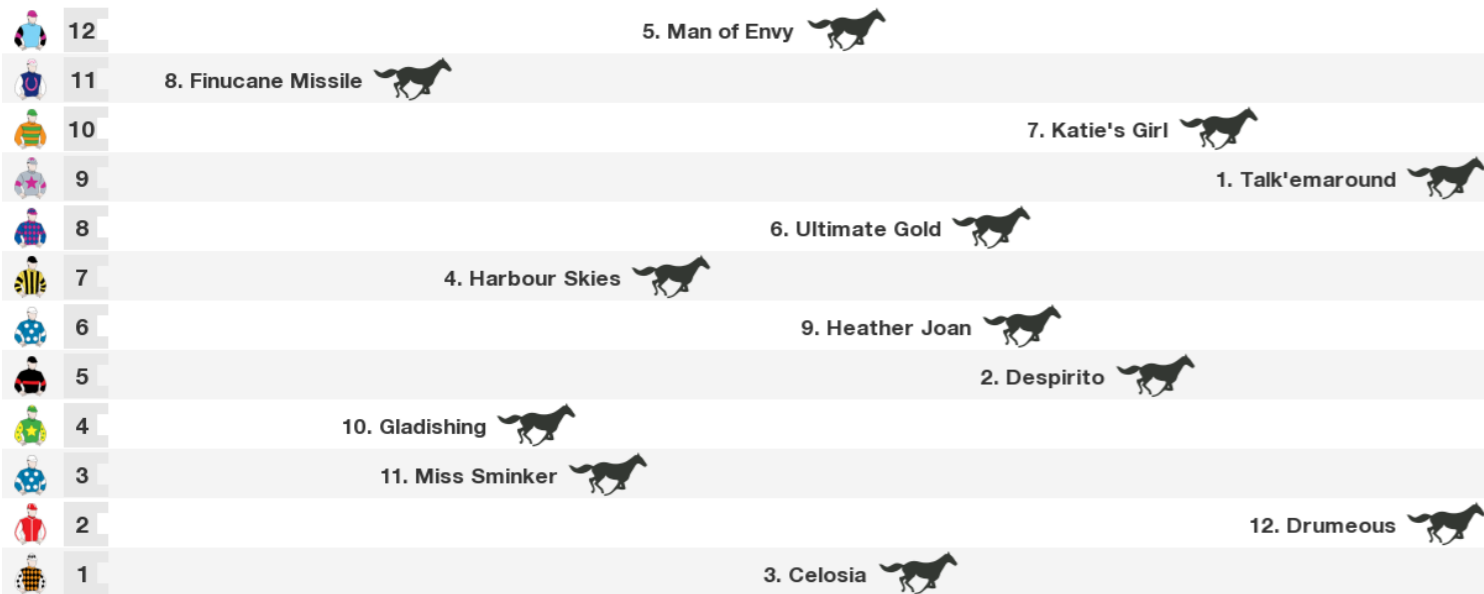 12 5. Man of Envy
11 8. Finucane Missile
10 7. Katie's Girl
9 1. Talk'emaround
8 6. Ultimate Gold
7 4. Harbour Skies
6 9. Heather Joan
5 2. Despirito
4 10. Gladishing
3 11. Miss Sminker
2 12. Drumeous
1 3. Celosia